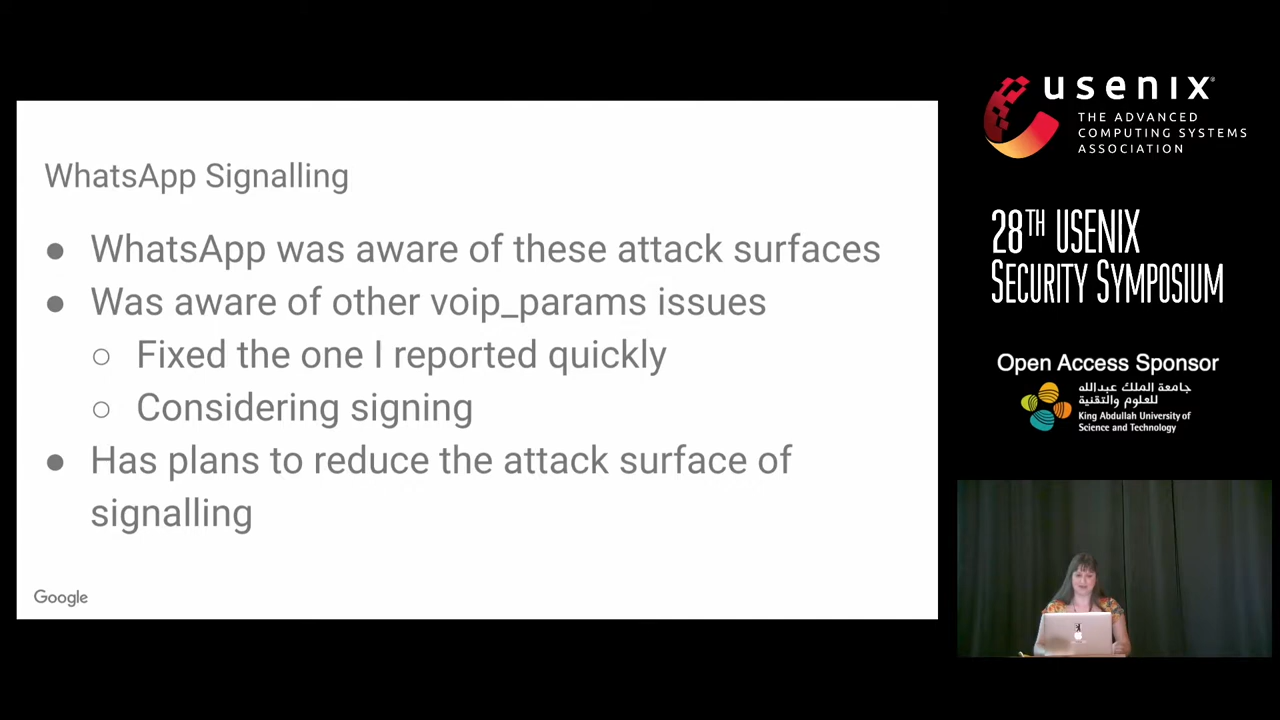 WhatsApp Signalling
● WhatsApp was aware of these attack surfaces
● Was aware of other voip_params issues
○ Fixed the one I reported quickly
○ Considering signing
● Has plans to reduce the attack surface of
signalling
Google
usenix
THE ADVANCED
COMPUTING SYSTEMS
ASSOCIATION
28TH USENIX
SECURITY SYMPOSIUM
Open Access Sponsor
جامعة الملك عبدالله
للعلوم والتقنية
King Abdullah University of
Science and Technology